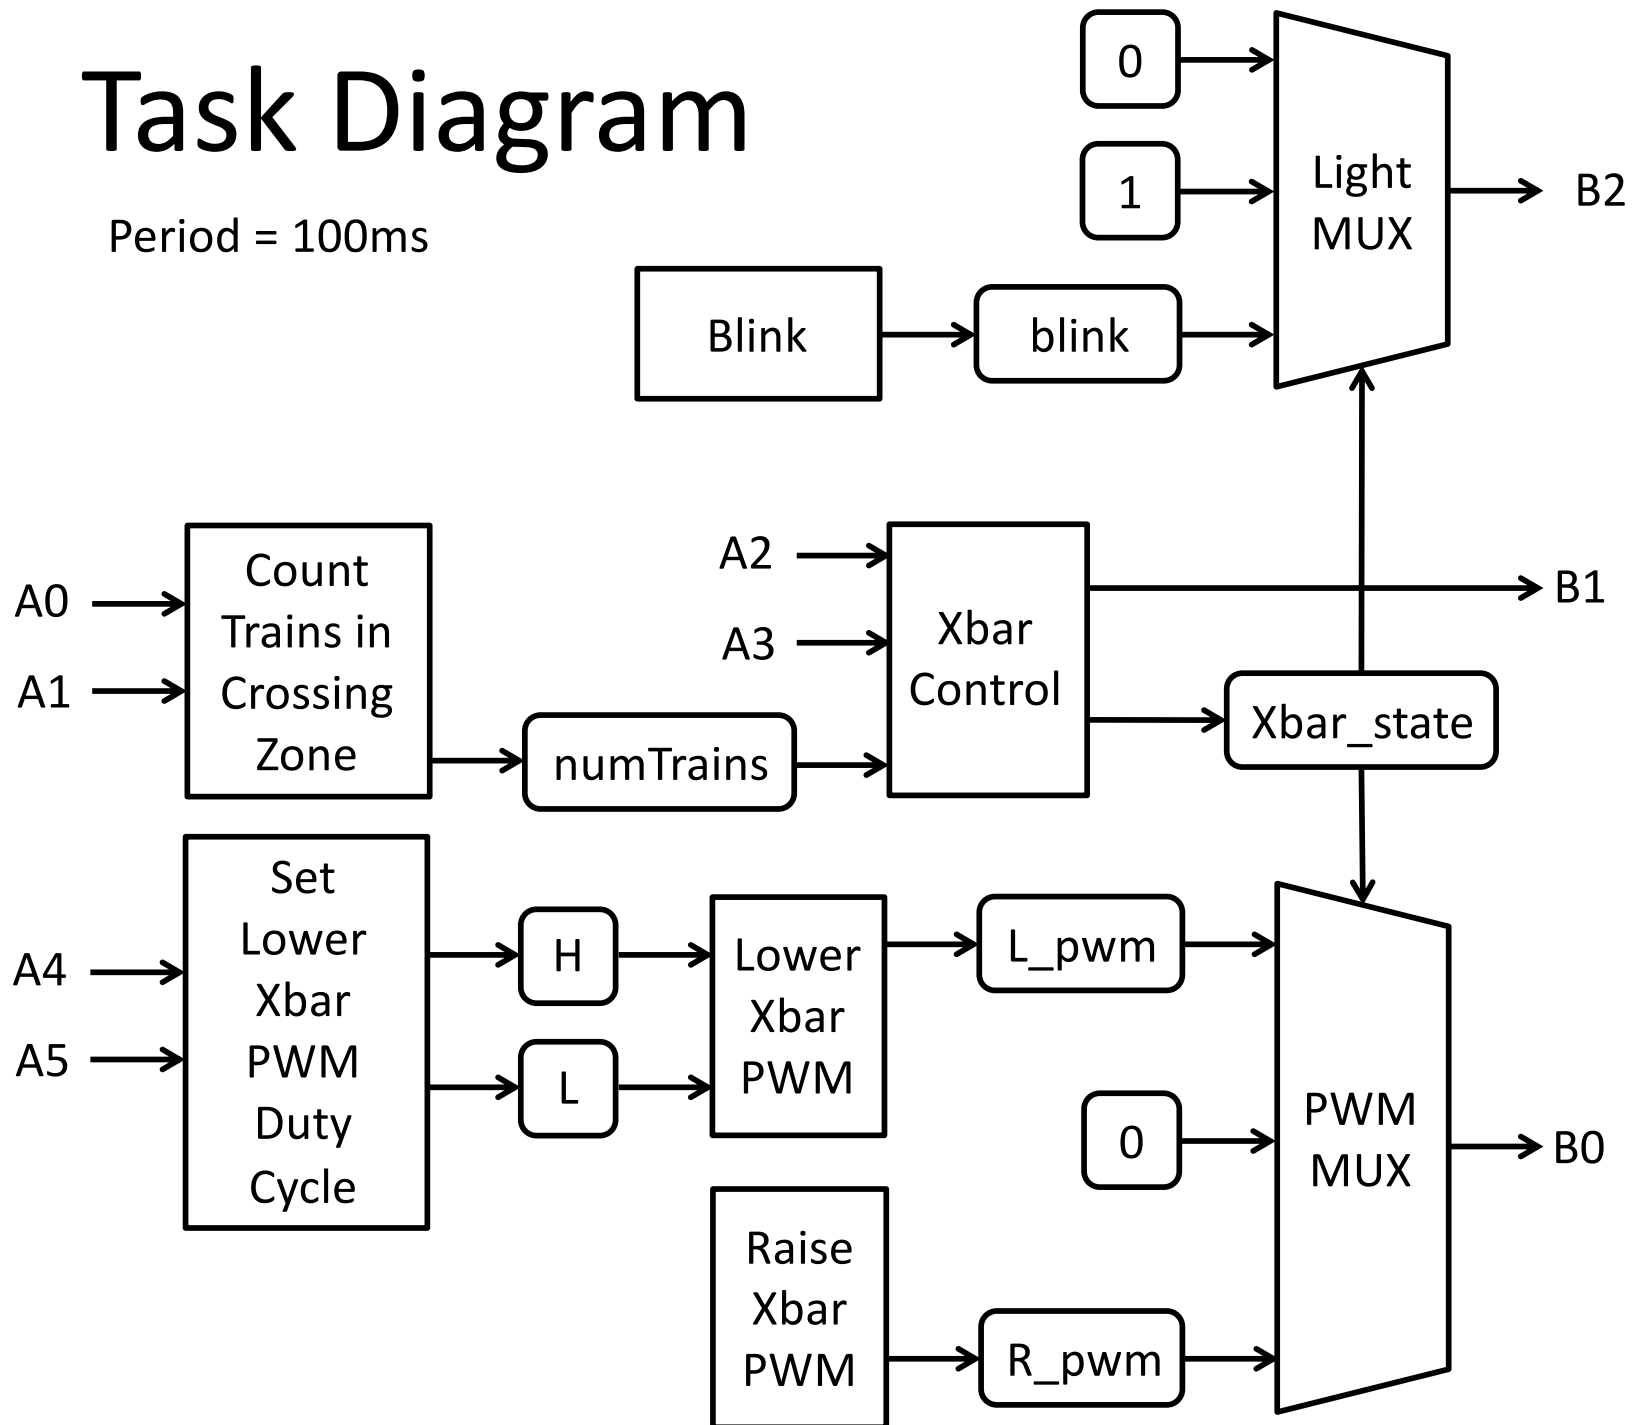 Task Diagram
Period = 100ms
0
1
Light
MUX
B2
Blink
blink
A0
A1
Count
Trains in
Crossing
Zone
numTrains
A2
A3
Xbar
Control
B1
Xbar_state
A4
A5
Set
Lower
Xbar
PWM
Duty
Cycle
H
L
Lower
Xbar
PWM
L_pwm
0
PWM
MUX
B0
Raise
Xbar
PWM
R_pwm